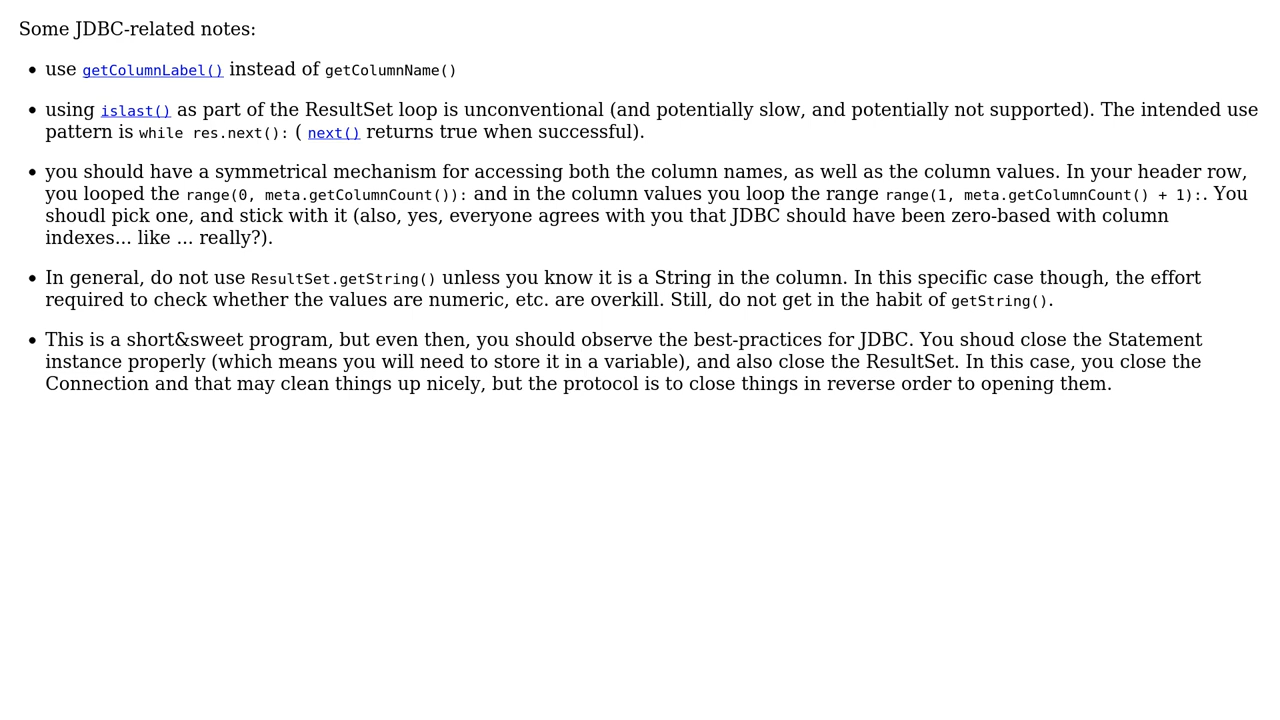 Some JDBC-related notes:
• use getColumnLabel() instead of getColumnName()
• using islast() as part of the ResultSet loop is unconventional (and potentially slow, and potentially not supported). The intended use
pattern is while res.next(): ( next() returns true when successful).
• you should have a symmetrical mechanism for accessing both the column names, as well as the column values. In your header row,
you looped the range(0, meta.getColumnCount()): and in the column values you loop the range range(1, meta.getColumnCount() + 1):. You
shoudl pick one, and stick with it (also, yes, everyone agrees with you that JDBC should have been zero-based with column
indexes... like ... really?).
• In general, do not use ResultSet.getString() unless you know it is a String in the column. In this specific case though, the effort
required to check whether the values are numeric, etc. are overkill. Still, do not get in the habit of getString().
• This is a short&sweet program, but even then, you should observe the best-practices for JDBC. You shoud close the Statement
instance properly (which means you will need to store it in a variable), and also close the ResultSet. In this case, you close the
Connection and that may clean things up nicely, but the protocol is to close things in reverse order to opening them.